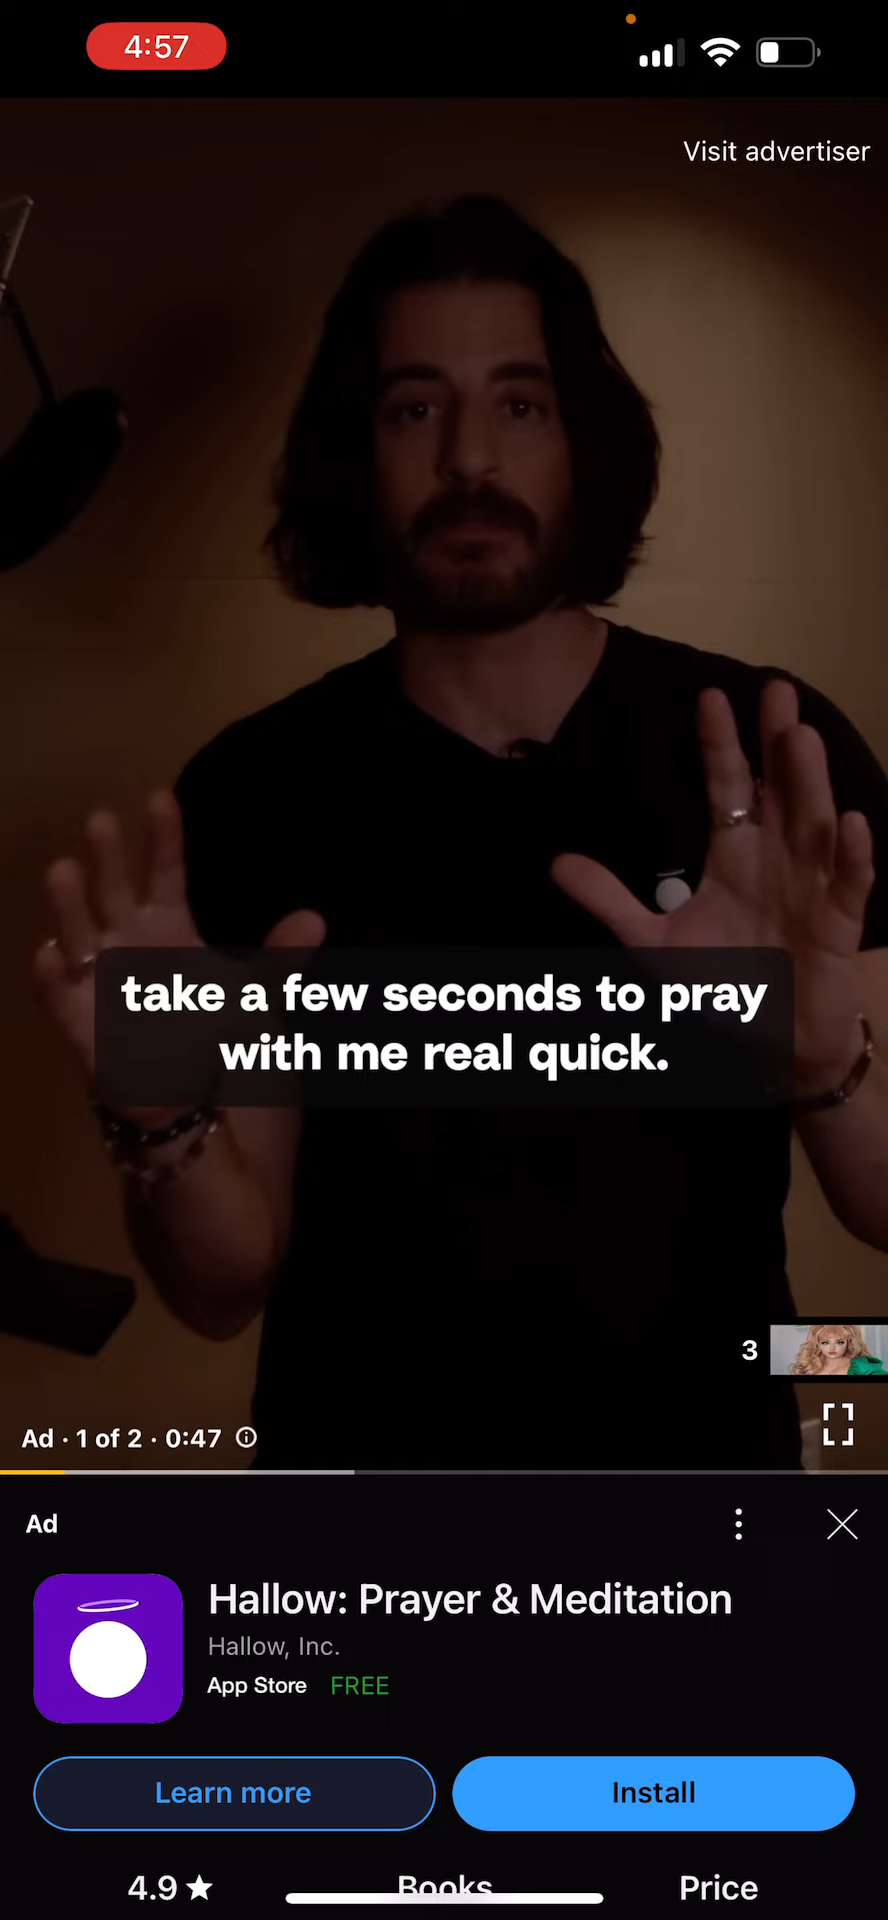 4:57
Visit advertiser
take a few seconds to pray
with me real quick.
3
Ad · 1 of 2 · 0:47
Ad
Hallow: Prayer & Meditation
Hallow, Inc.
App Store FREE
Learn more
Install
4.9 ★ Books Price